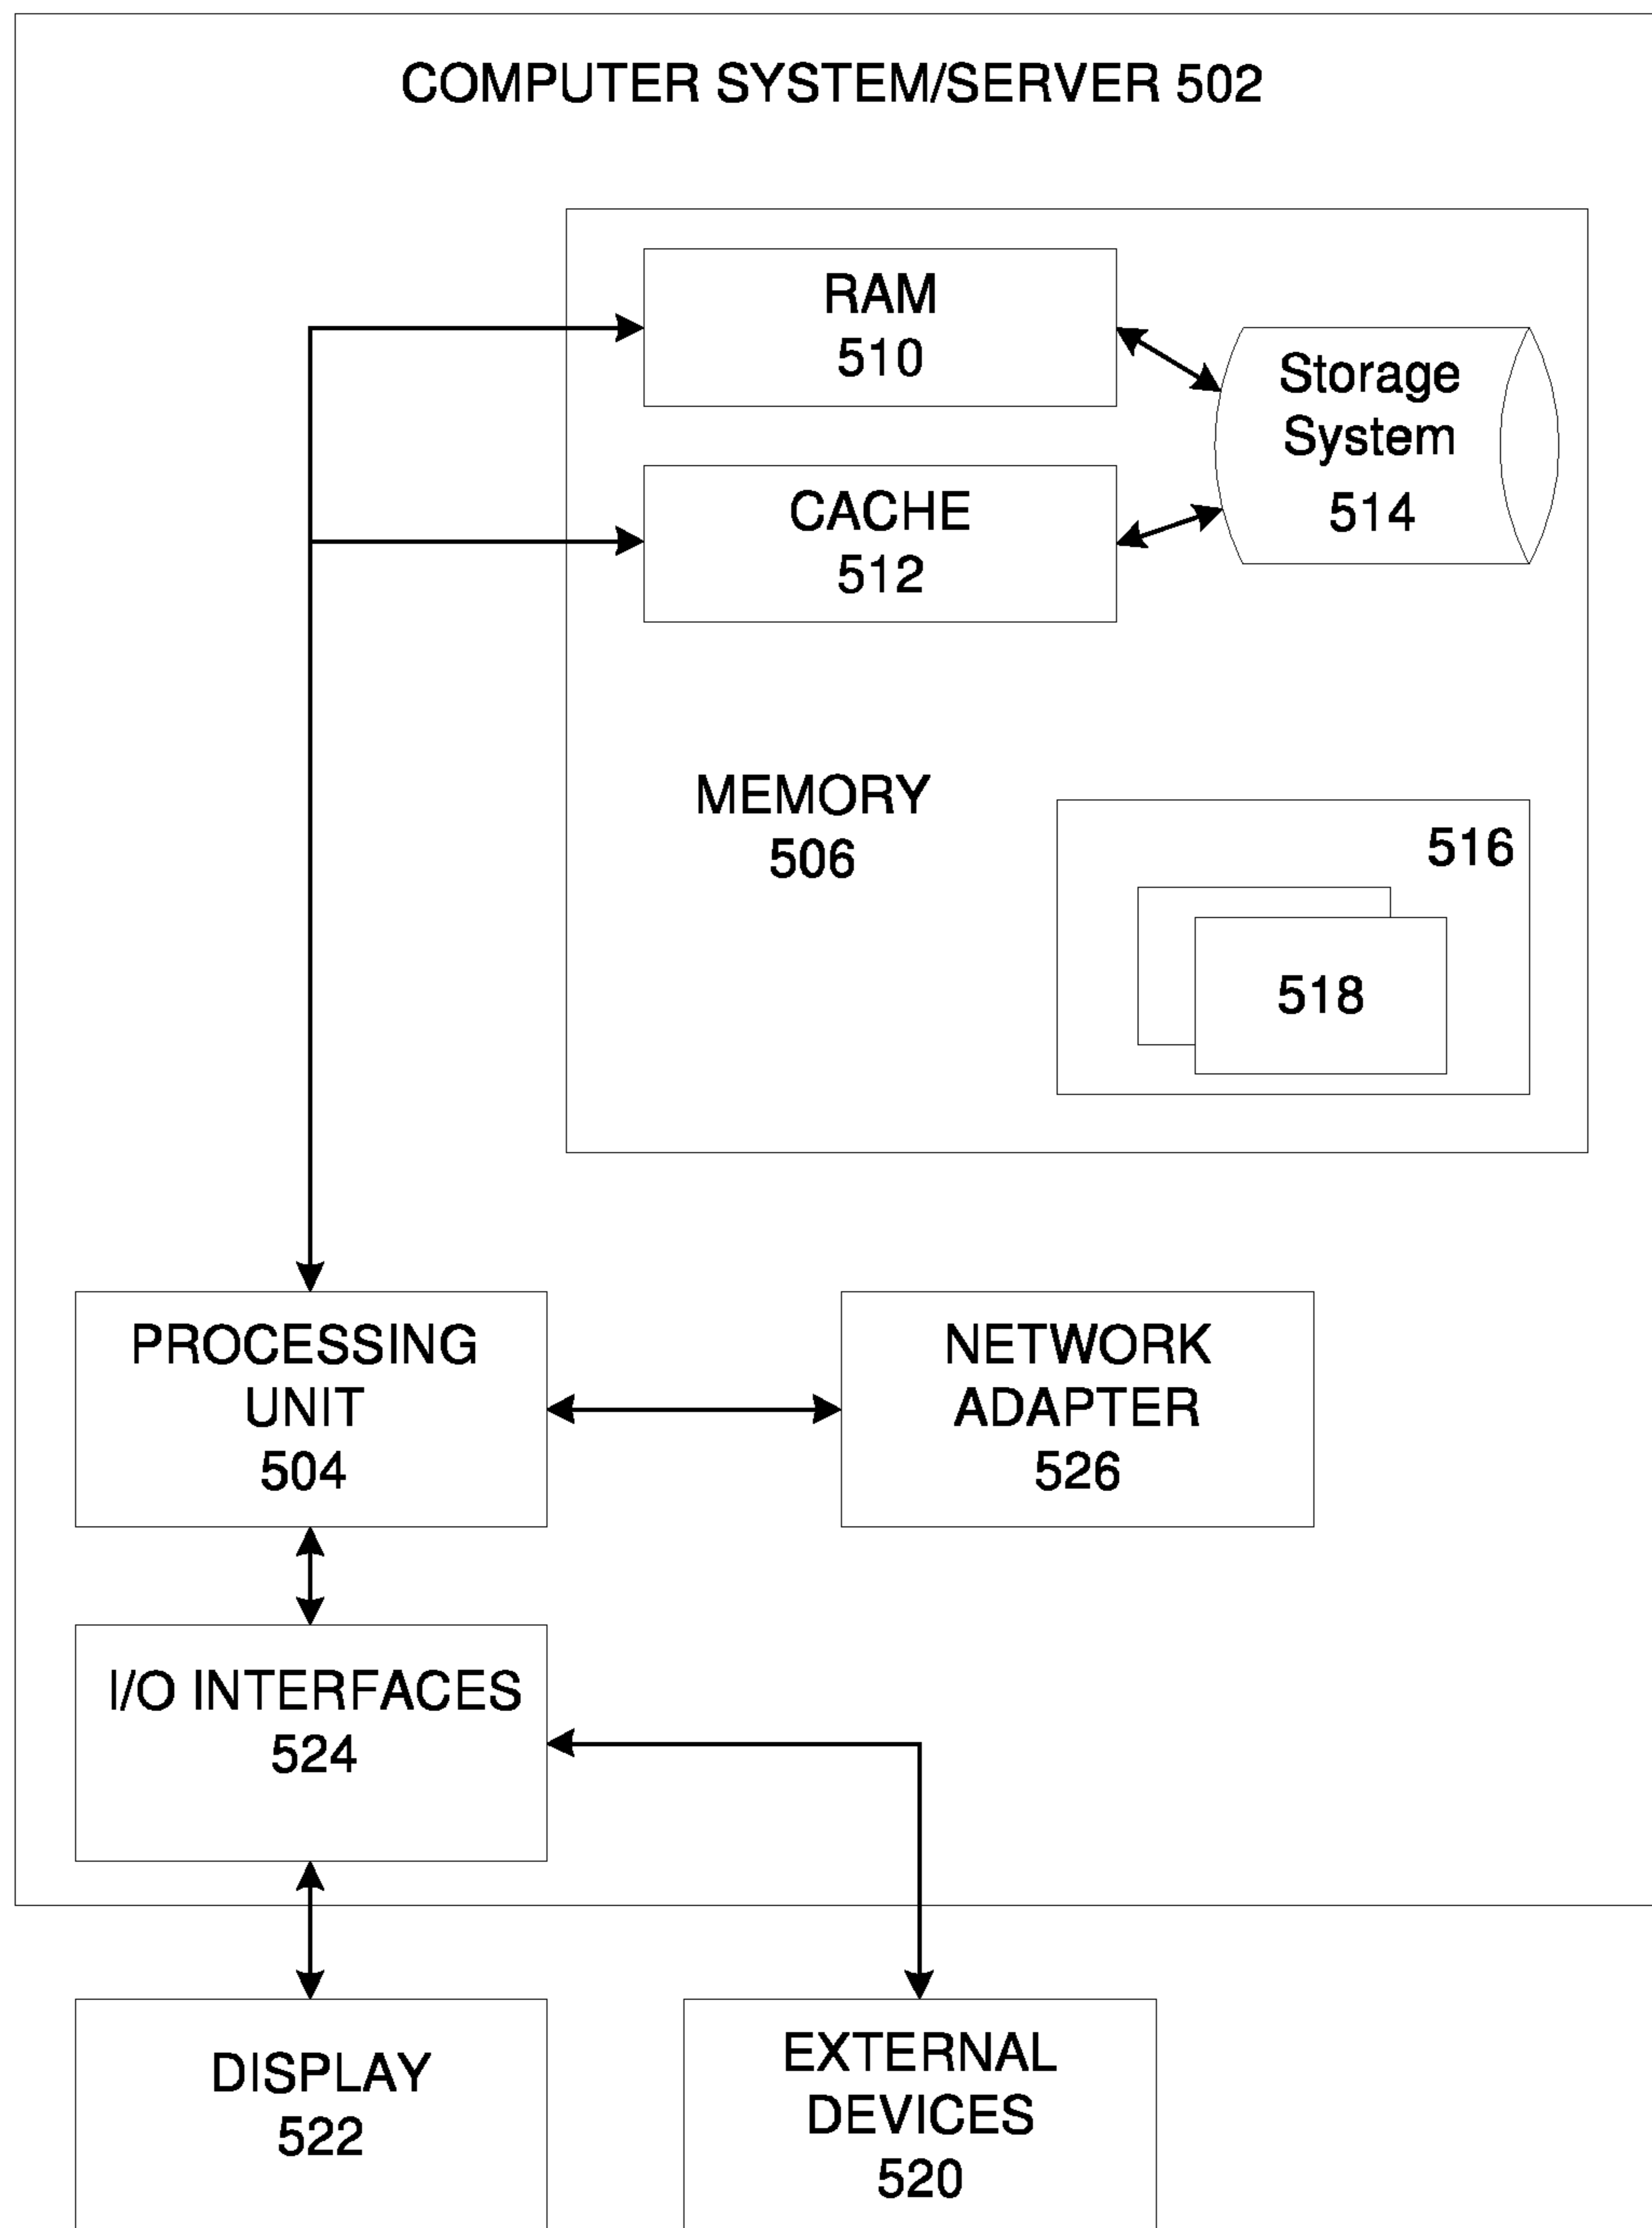 COMPUTER SYSTEM/SERVER 502
RAM
510
Storage
System
514
CACHE
512
MEMORY
506
516
518
PROCESSING
UNIT
504
NETWORK
ADAPTER
526
I/O INTERFACES
524
DISPLAY
522
EXTERNAL
DEVICES
520